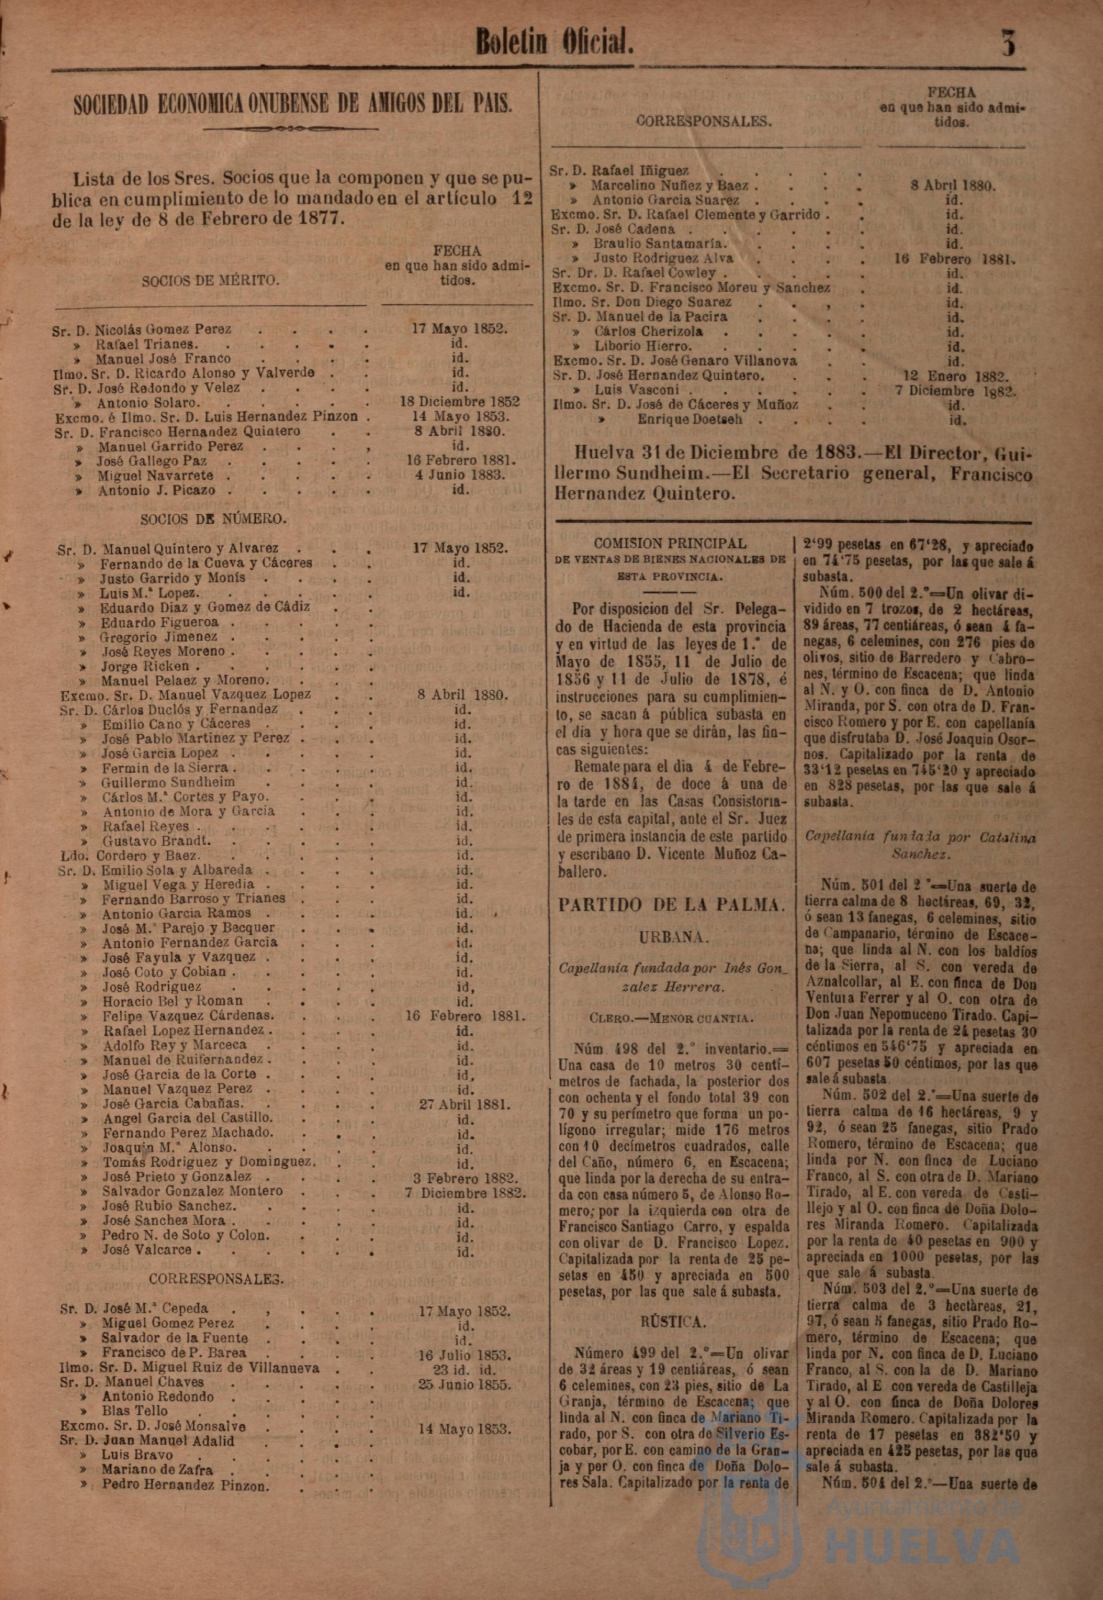 Boletin Oficial.
3
SOCIEDAD ECONOMICA ONUBENSE DE AMIGOS DEL PAIS.
Lista de los Sres. Socios que la componen y que se pu-
blica en cumplimiento de lo mandado en el artículo 12
de la ley de 8 de Febrero de 1877.
SOCIOS DE MÉRITO.
FECHA
en que han sido admi-
tidos.
Sr. D. Nicolás Gomez Perez . . . . 17 Mayo 1852.
» Rafael Trianes. . . . . . id.
» Manuel José Franco . . . . id.
Ilmo. Sr. D. Ricardo Alonso y Valverde . . id.
Sr. D. José Redondo y Velez . . . . id.
» Antonio Solaro. . . . . . 18 Diciembre 1852
Excmo. é Ilmo. Sr. D. Luis Hernandez Pinzon . 14 Mayo 1853.
Sr. D. Francisco Hernandez Quintero . . 8 Abril 1880.
» Manuel Garrido Perez . . . . id.
» José Gallego Paz . . . . . 16 Febrero 1881.
» Miguel Navarrete . . . . . 4 Junio 1883.
» Antonio J. Picazo . . . . . id.
SOCIOS DE NÚMERO.
Sr. D. Manuel Quintero y Alvarez . . . 17 Mayo 1852.
» Fernando de la Cueva y Cáceres . . id.
» Justo Garrido y Monís . . . . id.
» Luis M.ª Lopez. . . . . . id.
» Eduardo Diaz y Gomez de Cádiz . .
» Eduardo Figueroa . . . . .
» Gregorio Jimenez . . . . .
» José Reyes Moreno . . . . .
» Jorge Ricken . . . . . .
» Manuel Pelaez y Moreno. . . .
Excmo. Sr. D. Manuel Vazquez Lopez . . 8 Abril 1880.
Sr. D. Cárlos Duclós y Fernandez . . . id.
» Emilio Cano y Cáceres . . . . id.
» José Pablo Martinez y Perez . . . id.
» José Garcia Lopez . . . . . id.
» Fermin de la Sierra . . . . . id.
» Guillermo Sundheim . . . . id.
» Cárlos M.ª Cortes y Payo. . . . id.
» Antonio de Mora y Garcia . . . id.
» Rafael Reyes . . . . . . id.
» Gustavo Brandt. . . . . . id.
Ldo. Cordero y Baez. . . . . . id.
Sr. D. Emilio Sola y Albareda . . . . id.
» Miguel Vega y Heredia . . . . id.
» Fernando Barroso y Trianes . . . id.
» Antonio Garcia Ramos . . . . id.
» José M.ª Parejo y Becquer . . . id.
» Antonio Fernandez Garcia . . . id.
» José Fayula y Vazquez . . . . id.
» José Coto y Cobian . . . . . id.
» José Rodriguez . . . . . id,
» Horacio Bel y Roman . . . . id.
» Felipe Vazquez Cárdenas. . . . 16 Febrero 1881.
» Rafael Lopez Hernandez . . . . id.
» Adolfo Rey y Marceca . . . . id.
» Manuel de Ruifernandez . . . . id.
» José Garcia de la Corte . . . . id,
» Manuel Vazquez Perez . . . . id.
» José Garcia Cabañas. . . . . 27 Abril 1881.
» Angel Garcia del Castillo. . . . id.
» Fernando Perez Machado. . . . id.
» Joaquin M.ª Alonso. . . . . id.
» Tomás Rodriguez y Dominguez. . . id.
» José Prieto y Gonzalez . . . . 3 Febrero 1882.
» Salvador Gonzalez Montero . . . 7 Diciembre 1882.
» José Rubio Sanchez. . . . . id.
» José Sanchez Mora . . . . . id.
» Pedro N. de Soto y Colon. . . . id.
» José Valcarce . . . . . . id.
CORRESPONSALES.
Sr. D. José M.ª Cepeda . . . . . 17 Mayo 1852.
» Miguel Gomez Perez . . . . id.
» Salvador de la Fuente . . . . id.
» Francisco de P. Barea . . . . 16 Julio 1853.
Ilmo. Sr. D. Miguel Ruiz de Villanueva . . 23 id. id.
Sr. D. Manuel Chaves . . . . . 25 Junio 1855.
» Antonio Redondo . . . . .
» Blas Tello . . . . . .
Excmo. Sr. D. José Monsalve . . . . 14 Mayo 1853.
Sr. D. Juan Manuel Adalid . . . .
» Luis Bravo . . . . . .
» Mariano de Zafra . . . . .
» Pedro Hernandez Pinzon. . . .
CORRESPONSALES.
FECHA
en que han sido admi-
tidos.
Sr. D. Rafael Iñiguez . . . . .
» Marcelino Nuñez y Baez . . . . 8 Abril 1880.
» Antonio Garcia Suarez . . . . id.
Excmo. Sr. D. Rafael Clemente y Garrido . . id.
Sr. D. José Cadena . . . . . . id.
» Braulio Santamaría. . . . . id.
» Justo Rodriguez Alva . . . . 16 Febrero 1881.
Sr. Dr. D. Rafael Cowley . . . . . id.
Excmo. Sr. D. Francisco Moreu y Sanchez . id.
Ilmo. Sr. Don Diego Suarez . . . . id.
Sr. D. Manuel de la Pacira . . . . id.
» Cárlos Cherizola . . . . . id.
» Liborio Hierro. . . . . . id.
Excmo. Sr. D. José Genaro Villanova . . id.
Sr. D. José Hernandez Quintero. . . . 12 Enero 1882.
» Luis Vasconi . . . . . . 7 Diciembre 1882.
Ilmo. Sr. D. José de Cáceres y Muñoz . . id.
» Enrique Doetseh . . . . id.
Huelva 31 de Diciembre de 1883.—El Director, Gui-
llermo Sundheim.—El Secretario general, Francisco
Hernandez Quintero.
COMISION PRINCIPAL
DE VENTAS DE BIENES NACIONALES DE
ESTA PROVINCIA.
Por disposicion del Sr. Delega-
do de Hacienda de esta provincia
y en virtud de las leyes de 1.º de
Mayo de 1855, 11 de Julio de
1856 y 11 de Julio de 1878, é
instrucciones para su cumplimien-
to, se sacan á pública subasta en
el día y hora que se dirán, las fin-
cas siguientes:
Remate para el dia 4 de Febre-
ro de 1884, de doce á una de
la tarde en las Casas Consistoria-
les de esta capital, ante el Sr. Juez
de primera instancia de este partido
y escribano D. Vicente Muñoz Ca-
ballero.
PARTIDO DE LA PALMA.
URBANA.
Capellanía fundada por Inés Gon_
zalez Herrera.
CLERO.—MENOR CUANTIA.
Núm 498 del 2.º inventario.=
Una casa de 10 metros 30 centí-
metros de fachada, la posterior dos
con ochenta y el fondo total 39 con
70 y su perímetro que forma un po-
lígono irregular; mide 176 metros
con 10 decímetros cuadrados, calle
del Caño, número 6, en Escacena;
que linda por la derecha de su entra-
da con casa número 5, de Alonso Ro-
mero; por la izquierda con otra de
Francisco Santiago Carro, y espalda
con olivar de D. Francisco Lopez.
Capitalizada por la renta de 25 pe-
setas en 450 y apreciada en 500
pesetas, por las que sale á subasta.
RÚSTICA.
Número 499 del 2.º=Un olivar
de 32 áreas y 19 centiáreas, ó sean
6 celemines, con 23 pies, sitio de La
Granja, término de Escacena; que
linda al N. con finca de Mariano Ti-
rado, por S. con otra de Silverio Es-
cobar, por E. con camino de la Gran-
ja y por O. con finca de Doña Dolo-
res Sala. Capitalizado por la renta de
2‘99 pesetas en 67‘28, y apreciado
en 74‘75 pesetas, por las que sale á
subasta.
Núm. 500 del 2.º=Un olivar di-
vidido en 7 trozos, de 2 hectáreas,
89 áreas, 77 centiáreas, ó sean 4 fa-
negas, 6 celemines, con 276 pies de
olivos, sitio de Barredero y Cabro-
nes, término de Escacena; que linda
al N. y O. con finca de D. Antonio
Miranda, por S. con otra de D. Fran-
cisco Romero y por E. con capellanía
que disfrutaba D. José Joaquin Osor-
nos. Capitalizado por la renta de
33‘12 pesetas en 745‘20 y apreciado
en 828 pesetas, por las que sale á
subasta.
Capellanía fundada por Catalina
Sanchez.
Núm. 501 del 2 º=Una suerte de
tierra calma de 8 hectáreas, 69, 32,
ó sean 13 fanegas, 6 celemines, sitio
de Campanario, término de Escace-
na; que linda al N. con los baldíos
de la Sierra, al S. con vereda de
Aznalcollar, al E. con finca de Don
Ventura Ferrer y al O. con otra de
Don Juan Nepomuceno Tirado. Capi-
talizada por la renta de 24 pesetas 30
céntimos en 546‘75 y apreciada en
607 pesetas 50 céntimos, por las que
sale á subasta.
Núm. 502 del 2.º=Una suerte de
tierra calma de 16 hectáreas, 9 y
92, ó sean 25 fanegas, sitio Prado
Romero, término de Escacena; que
linda por N. con finca de Luciano
Franco, al S. con otra de D. Mariano
Tirado, al E. con vereda de Casti-
llejo y al O. con finca de Doña Dolo-
res Miranda Romero. Capitalizada
por la renta de 40 pesetas en 900 y
apreciada en 1000 pesetas, por las
que sale á subasta.
Núm. 503 del 2.º=Una suerte de
tierra calma de 3 hectáreas, 21,
97, ó sean 5 fanegas, sitio Prado Ro-
mero, término de Escacena; que
linda por N. con finca de D. Luciano
Franco, al S. con la de D. Mariano
Tirado, al E con vereda de Castilleja
y al O. con finca de Doña Dolores
Miranda Romero. Capitalizada por la
renta de 17 pesetas en 382‘50 y
apreciada en 425 pesetas, por las que
sale á subasta.
Núm. 504 del 2.º—Una suerte de
Ayuntamiento de
HUELVA